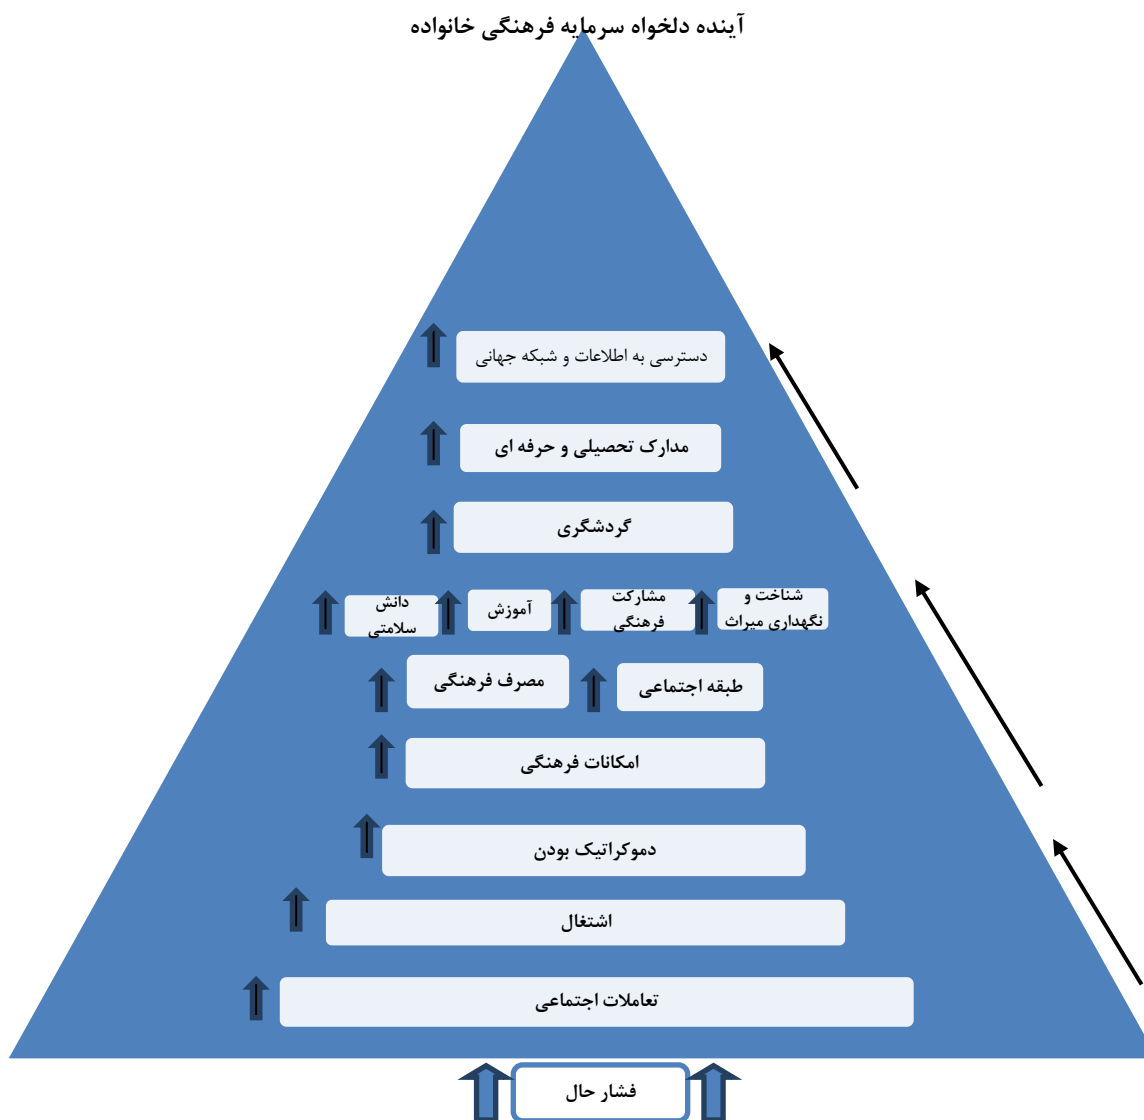 آینده دلخواه سرمایه فرهنگی خانواده
دسترسی به اطلاعات و شبکه جهانی
مدارک تحصیلی و حرفه ای
گردشگری
شناخت و
نگهداری میراث
مشارکت
فرهنگی
آموزش
دانش
سلامتی
طبقه اجتماعی
مصرف فرهنگی
امکانات فرهنگی
دموکراتیک بودن
اشتغال
تعاملات اجتماعی
فشار حال